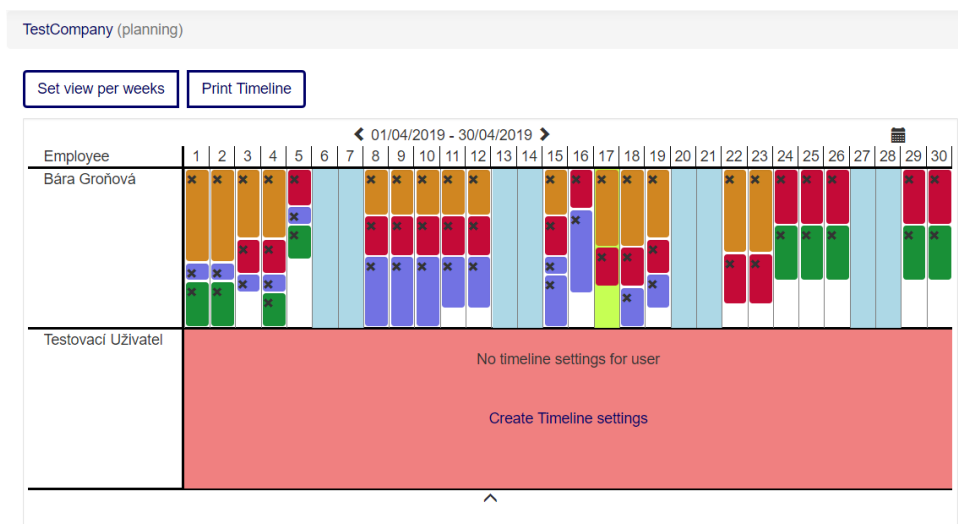 TestCompany (planning)
Set view per weeks Print Timeline
01/04/2019 - 30/04/2019
Employee 1 2 3 4 5 6 7 8 9 10 11 12 13 14 15 16 17 18 19 20 21 22 23 24 25 26 27 28 29 30
Bára Groňová
Testovací Uživatel
No timeline settings for user
Create Timeline settings